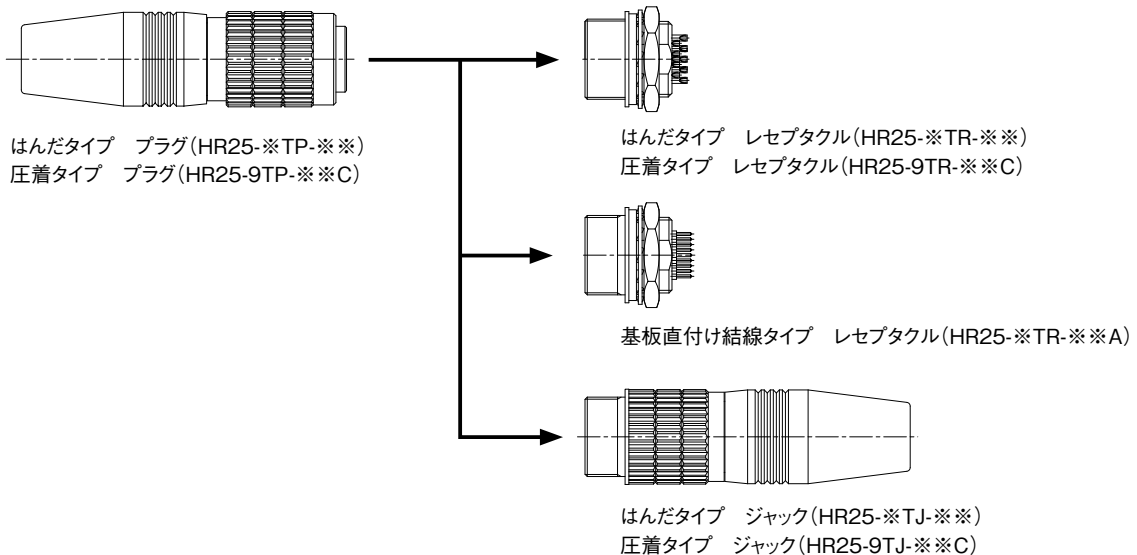 はんだタイプ　プラグ（HR25-※TP-※※）
圧着タイプ　プラグ（HR25-9TP-※※C）
はんだタイプ　レセプタクル（HR25-※TR-※※）
圧着タイプ　レセプタクル（HR25-9TR-※※C）
基板直付け結線タイプ　レセプタクル（HR25-※TR-※※A）
はんだタイプ　ジャック（HR25-※TJ-※※）
圧着タイプ　ジャック（HR25-9TJ-※※C）